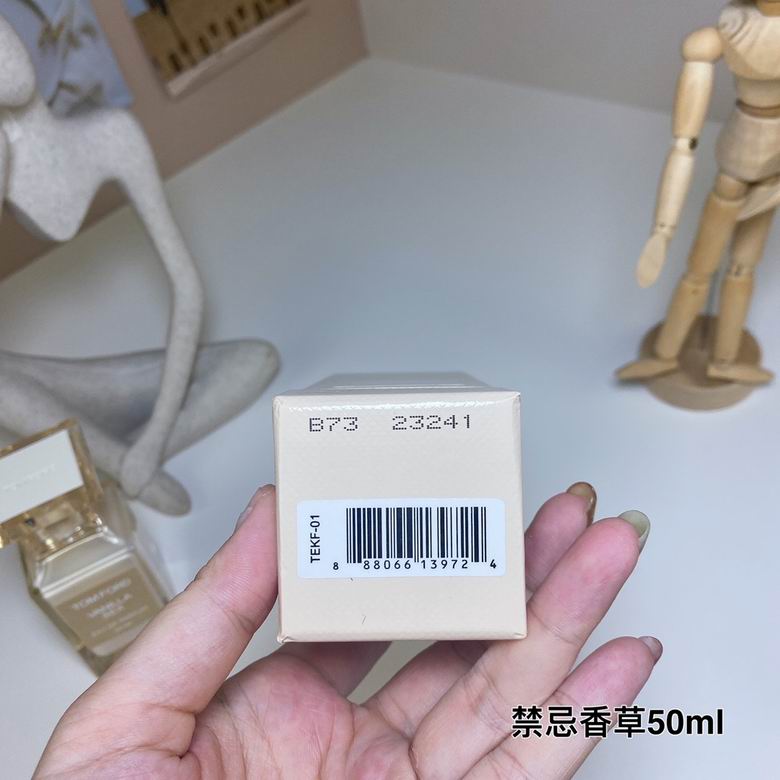 B73 23241
TEKF-01
8 88066 13972 4
TOM FORD
VANILLA
SEX
禁忌香草50ml